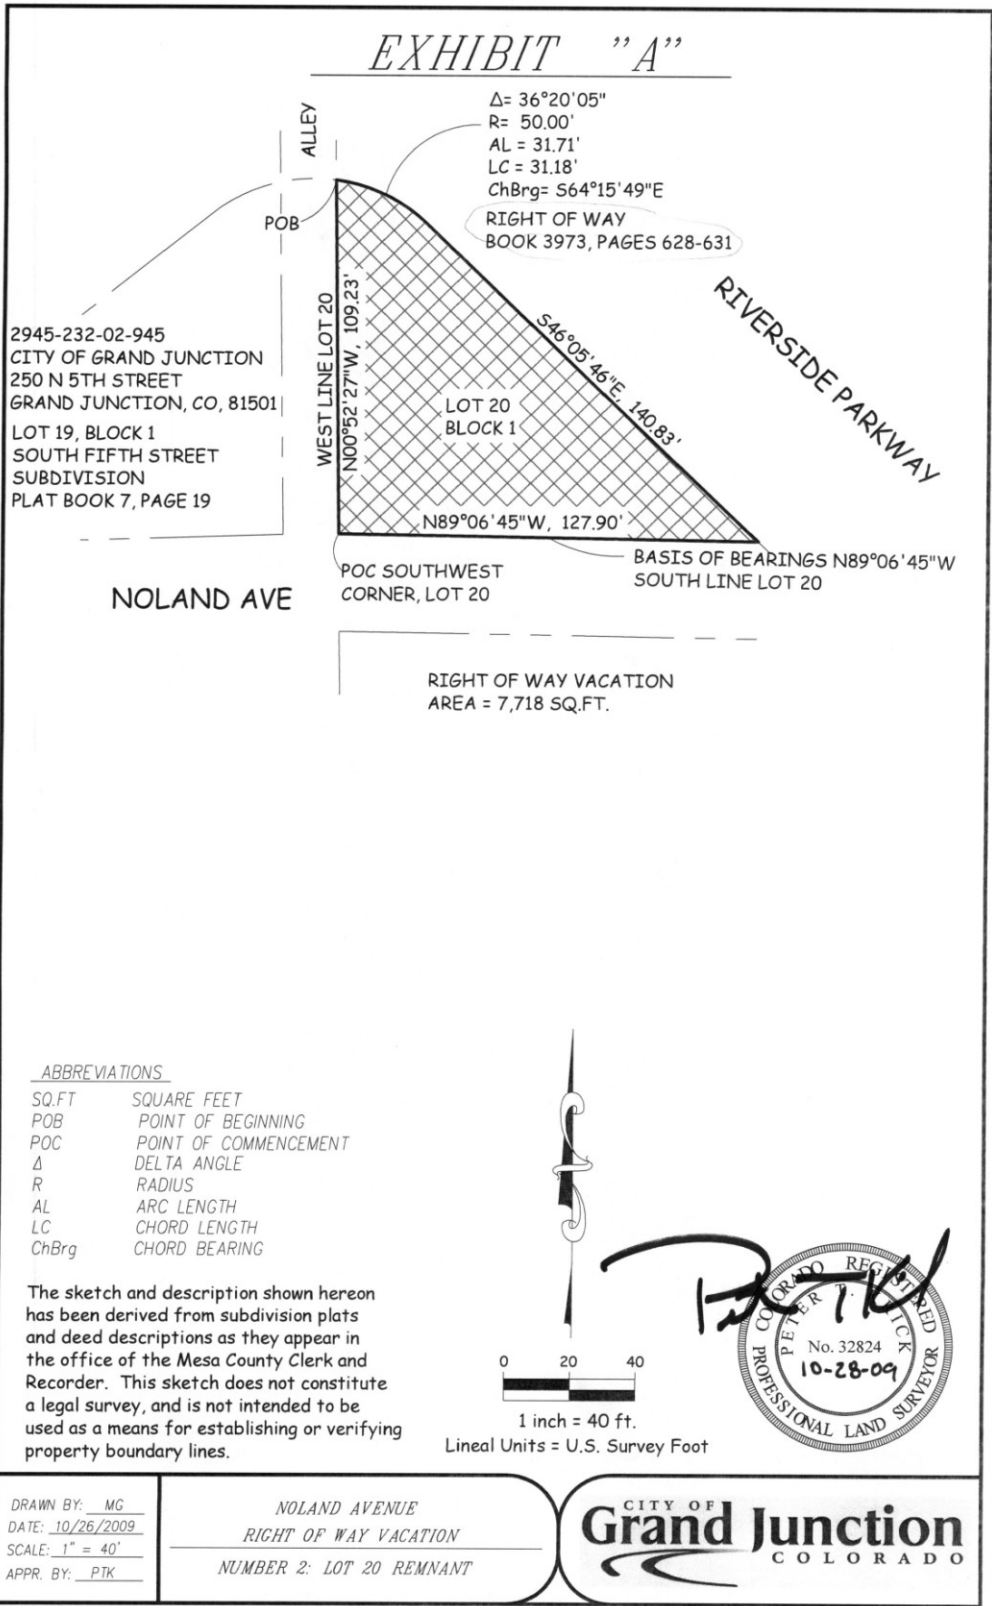 EXHIBIT "A"
Δ= 36°20'05"
R= 50.00'
AL = 31.71'
LC = 31.18'
ChBrg= S64°15'49"E
RIGHT OF WAY
BOOK 3973, PAGES 628-631
ALLEY
POB
RIVERSIDE PARKWAY
2945-232-02-945
CITY OF GRAND JUNCTION
250 N 5TH STREET
GRAND JUNCTION, CO, 81501
LOT 19, BLOCK 1
SOUTH FIFTH STREET
SUBDIVISION
PLAT BOOK 7, PAGE 19
WEST LINE LOT 20
N00°52'27"W, 109.23'
S46°05'46"E, 140.83'
LOT 20
BLOCK 1
N89°06'45"W, 127.90'
BASIS OF BEARINGS N89°06'45"W
SOUTH LINE LOT 20
POC SOUTHWEST
CORNER, LOT 20
NOLAND AVE
RIGHT OF WAY VACATION
AREA = 7,718 SQ.FT.
ABBREVIATIONS
SQ.FT SQUARE FEET
POB POINT OF BEGINNING
POC POINT OF COMMENCEMENT
Δ DELTA ANGLE
R RADIUS
AL ARC LENGTH
LC CHORD LENGTH
ChBrg CHORD BEARING
The sketch and description shown hereon
has been derived from subdivision plats
and deed descriptions as they appear in
the office of the Mesa County Clerk and
Recorder. This sketch does not constitute
a legal survey, and is not intended to be
used as a means for establishing or verifying
property boundary lines.
0 20 40
1 inch = 40 ft.
Lineal Units = U.S. Survey Foot
COLORADO REGISTERED
PETER T.
No. 32824
10-28-09
PROFESSIONAL LAND SURVEYOR
DRAWN BY: MG
DATE: 10/26/2009
SCALE: 1" = 40'
APPR. BY: PTK
NOLAND AVENUE
RIGHT OF WAY VACATION
NUMBER 2: LOT 20 REMNANT
CITY OF
Grand Junction
COLORADO